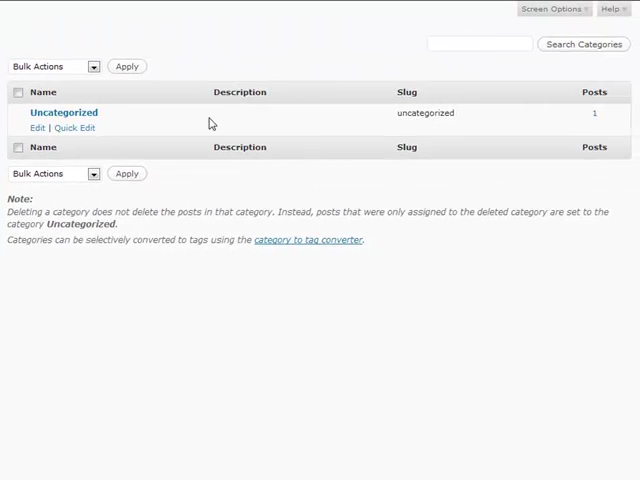 Screen Options Help
Search Categories
Bulk Actions Apply
Name Description Slug Posts
Uncategorized uncategorized 1
Edit | Quick Edit
Name Description Slug Posts
Bulk Actions Apply
Note:
Deleting a category does not delete the posts in that category. Instead, posts that were only assigned to the deleted category are set to the
category Uncategorized.
Categories can be selectively converted to tags using the category to tag converter.